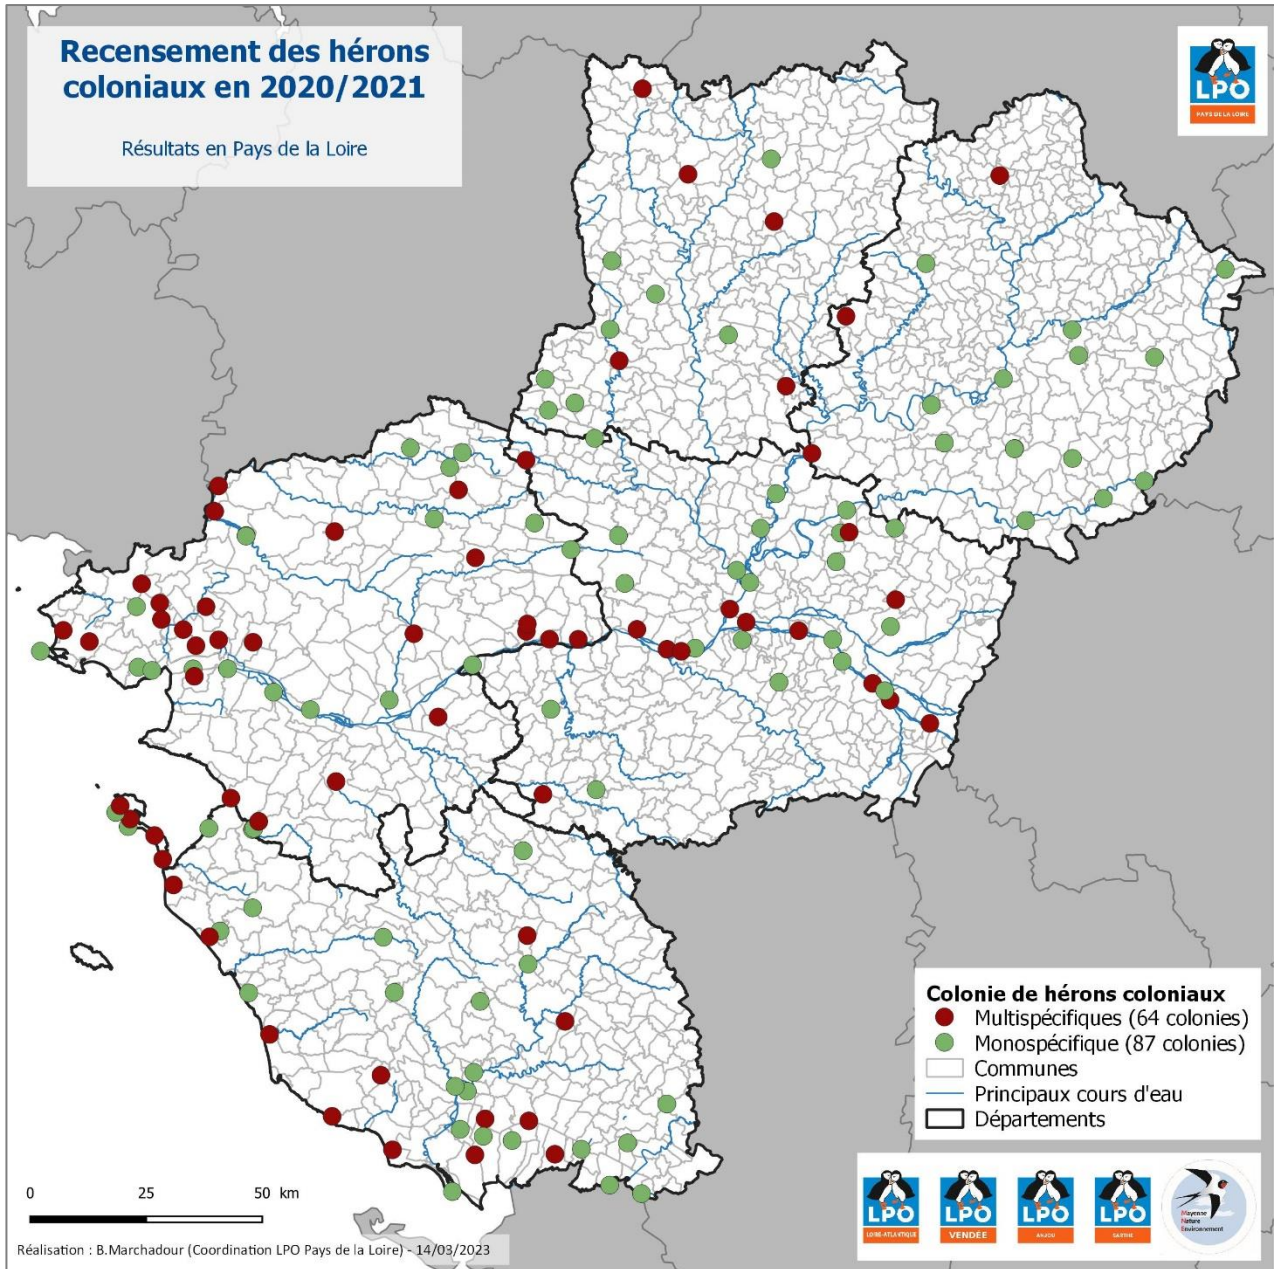 Recensement des hérons
coloniaux en 2020/2021
Résultats en Pays de la Loire
LPO
PAYS DE LA LOIRE
Colonie de hérons coloniaux
Multispécifiques (64 colonies)
Monospécifique (87 colonies)
Communes
Principaux cours d'eau
Départements
0 25 50 km
Réalisation : B.Marchadour (Coordination LPO Pays de la Loire) - 14/03/2023
LPO
LOIRE-ATLANTIQUE
LPO
VENDÉE
LPO
ANJOU
LPO
SARTHE
Mayenne
Nature
Environnement